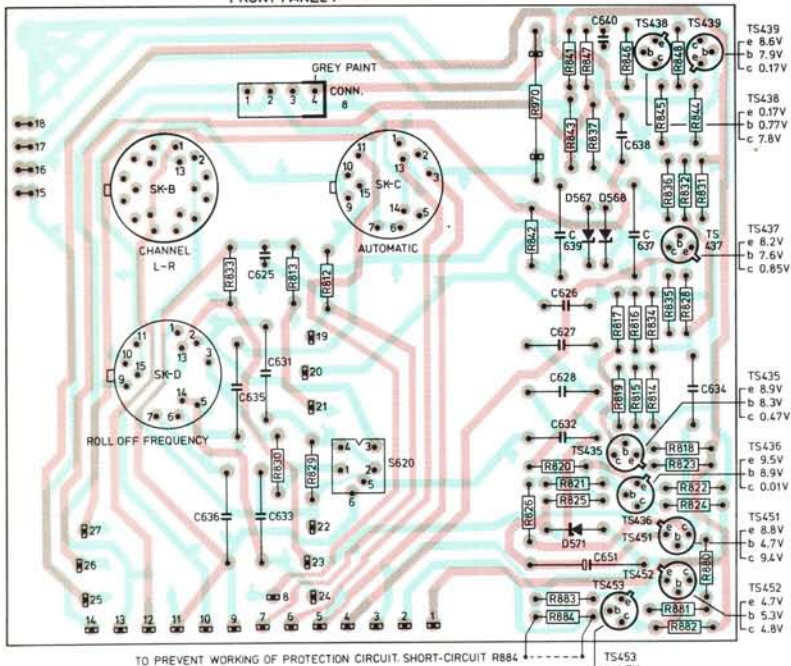 FRONT PANEL I
GREY PAINT
1 2 3 4
CONN. 8
18
17
16
15
SK-B
1
2
13
CHANNEL
L-R
SK-C
1
2
3
4
5
6
7
9
10
11
13
14
15
AUTOMATIC
SK-D
1
2
3
5
6
7
9
10
11
13
14
15
ROLL OFF FREQUENCY
R833
C625
R813
R812
C631
C635
19
20
21
R830
R829
C636
C633
4 3
1 2
5
6
S620
22
23
24
8
27
26
25
14 13 12 11 10 9 7 6 5 4 3 2 1
R970
R841
R847
C640
R846
TS438
R848
TS439
b
c
e
R843
R837
C638
R845
R844
R836
R832
R831
R842
C 639
D567
D568
C 637
TS 437
C626
R817
R816
R834
R835
R828
C627
C628
R819
R815
R814
C634
C632
TS435
R818
R823
R820
R821
R825
R826
R822
R824
TS436
TS451
D571
C651
TS452
R880
R883
R884
TS453
R881
R882
TS439
e 8.6V
b 7.9V
c 0.17V
TS438
e 0.17V
b 0.77V
c 7.8V
TS437
e 8.2V
b 7.6V
c 0.85V
TS435
e 8.9V
b 8.3V
c 0.47V
TS436
e 9.5V
b 8.9V
c 0.01V
TS451
e 8.8V
b 4.7V
c 9.4V
TS452
e 4.7V
b 5.3V
c 4.8V
TO PREVENT WORKING OF PROTECTION CIRCUIT. SHORT-CIRCUIT R884
TS453